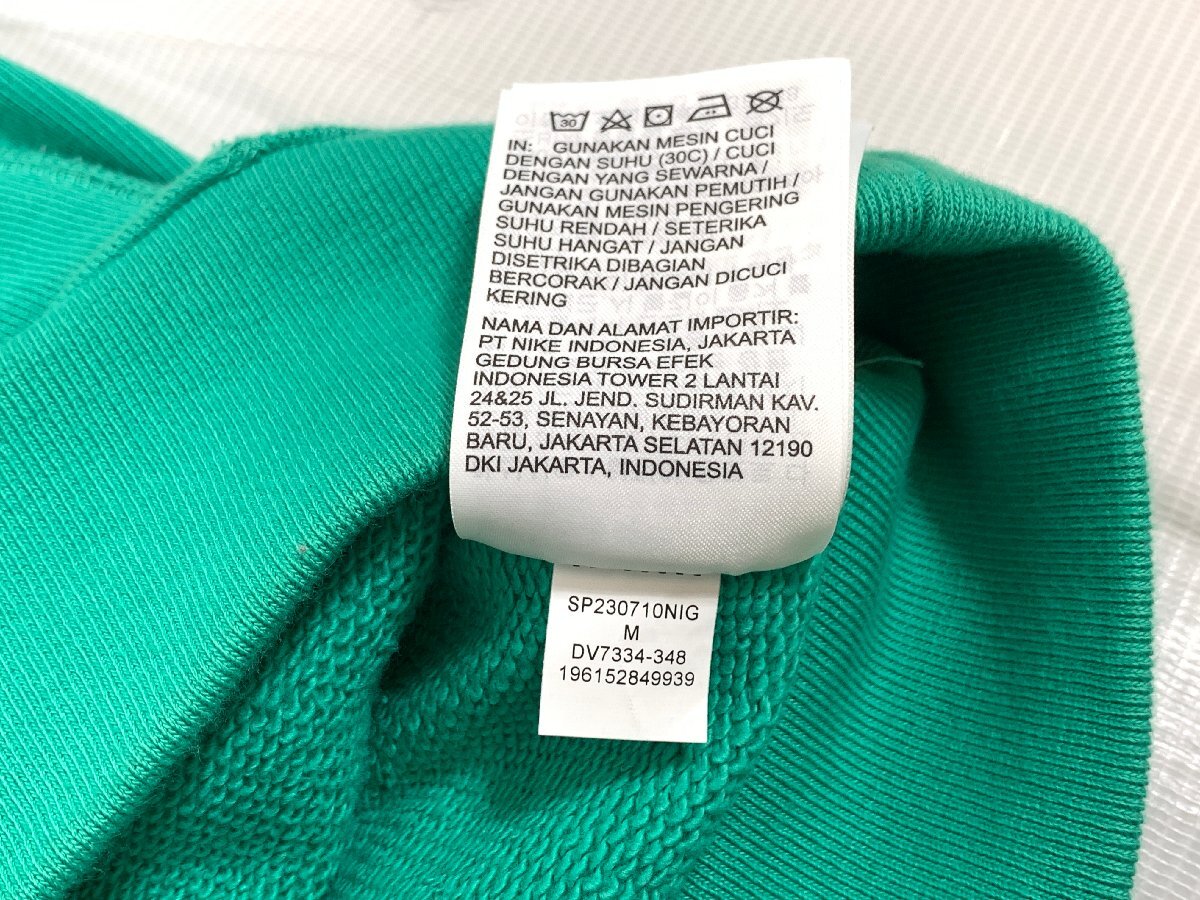 30
IN: GUNAKAN MESIN CUCI
DENGAN SUHU (30C) / CUCI
DENGAN YANG SEWARNA /
JANGAN GUNAKAN PEMUTIH /
GUNAKAN MESIN PENGERING
SUHU RENDAH / SETERIKA
SUHU HANGAT / JANGAN
DISETRIKA DIBAGIAN
BERCORAK / JANGAN DICUCI
KERING
NAMA DAN ALAMAT IMPORTIR:
PT NIKE INDONESIA, JAKARTA
GEDUNG BURSA EFEK
INDONESIA TOWER 2 LANTAI
24&25 JL. JEND. SUDIRMAN KAV.
52-53, SENAYAN, KEBAYORAN
BARU, JAKARTA SELATAN 12190
DKI JAKARTA, INDONESIA
SP230710NIG
M
DV7334-348
196152849939